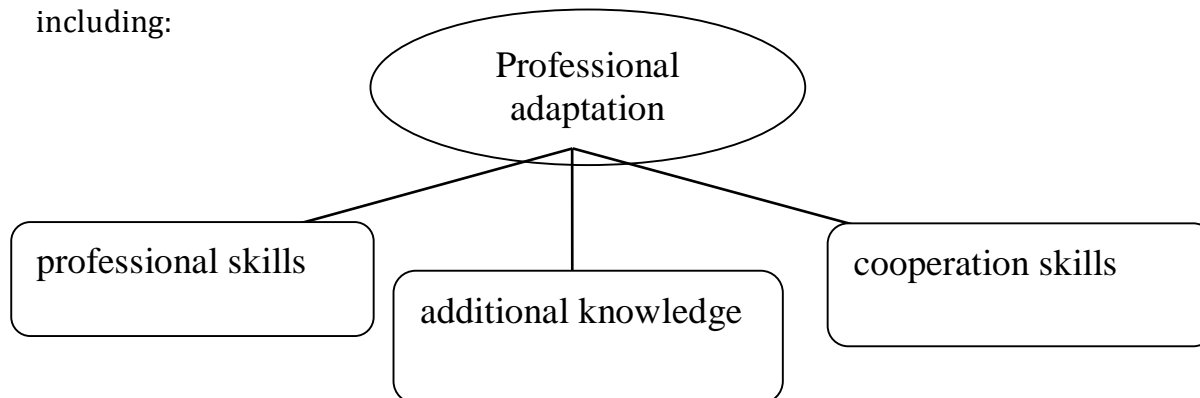 including:
Professional
adaptation
professional skills
additional knowledge
cooperation skills